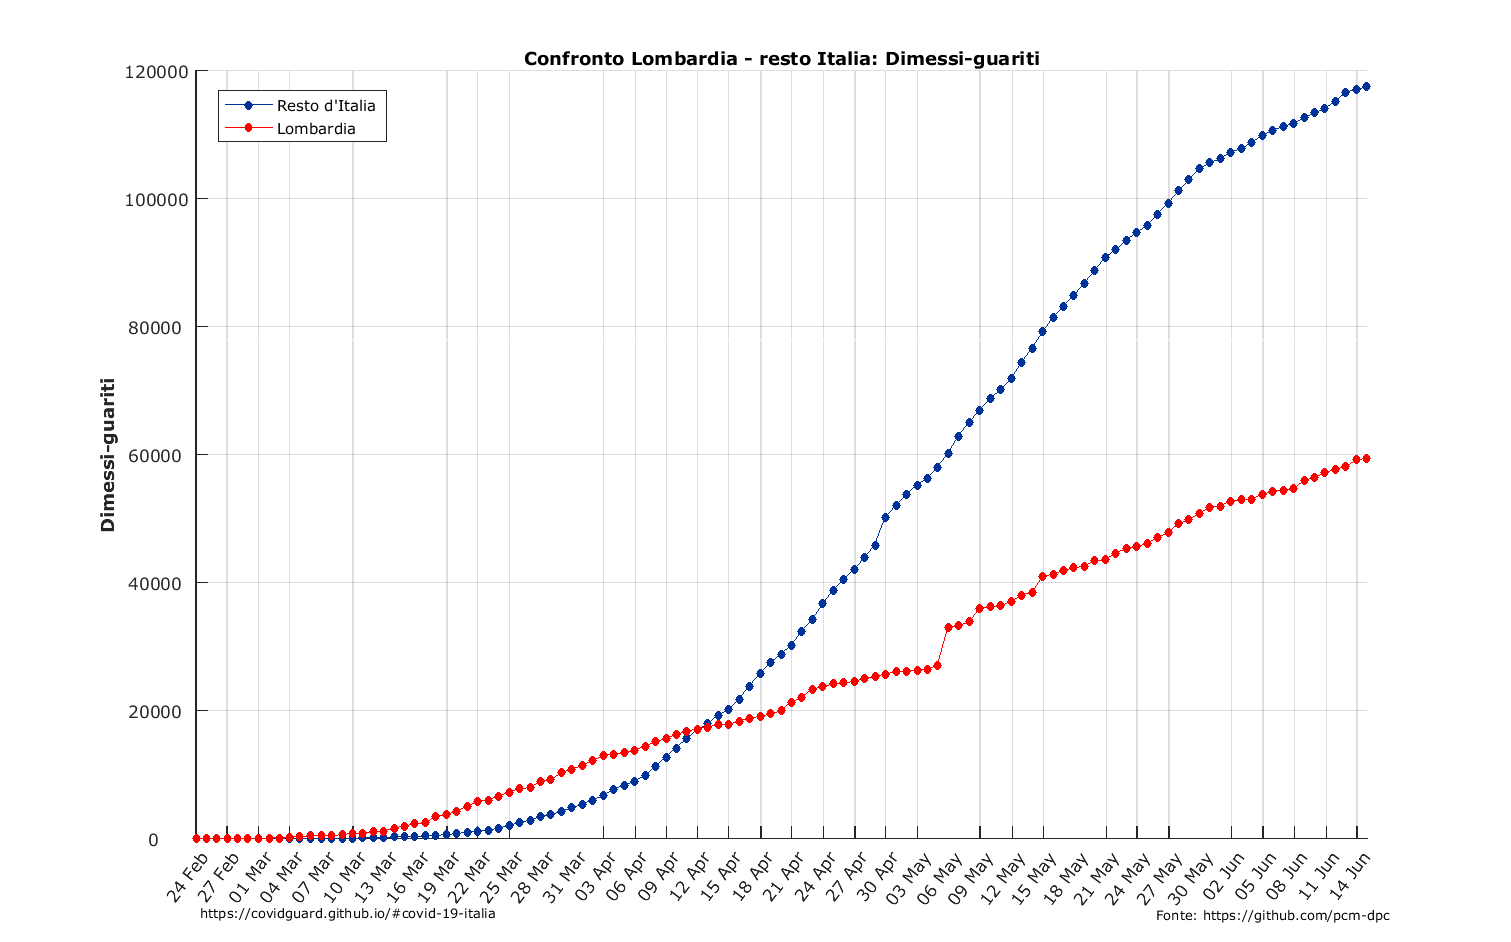 Confronto Lombardia - resto Italia: Dimessi-guariti
120000
100000
80000
60000
40000
20000
0
Dimessi-guariti
Resto d'Italia
Lombardia
24 Feb
27 Feb
01 Mar
04 Mar
07 Mar
10 Mar
13 Mar
16 Mar
19 Mar
22 Mar
25 Mar
28 Mar
31 Mar
03 Apr
06 Apr
09 Apr
12 Apr
15 Apr
18 Apr
21 Apr
24 Apr
27 Apr
30 Apr
03 May
06 May
09 May
12 May
15 May
18 May
21 May
24 May
27 May
30 May
02 Jun
05 Jun
08 Jun
11 Jun
14 Jun
https://covidguard.github.io/#covid-19-italia
Fonte: https://github.com/pcm-dpc